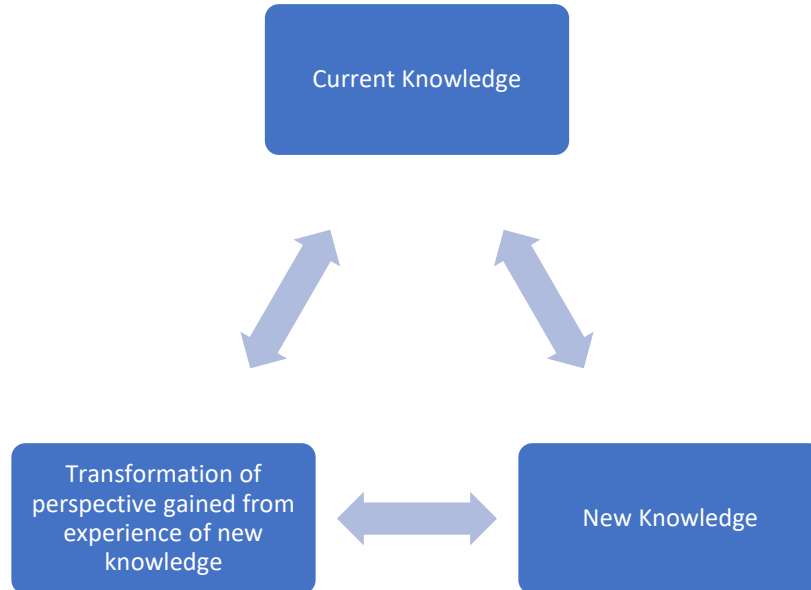 Current Knowledge
Transformation of
perspective gained from
experience of new
knowledge
New Knowledge